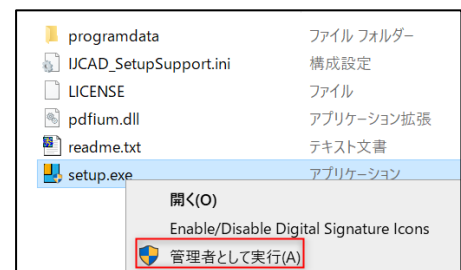 programdata ファイル フォルダー
IJCAD_SetupSupport.ini 構成設定
LICENSE ファイル
pdfium.dll アプリケーション拡張
readme.txt テキスト文書
setup.exe アプリケーション
開く(O)
Enable/Disable Digital Signature Icons
管理者として実行(A)